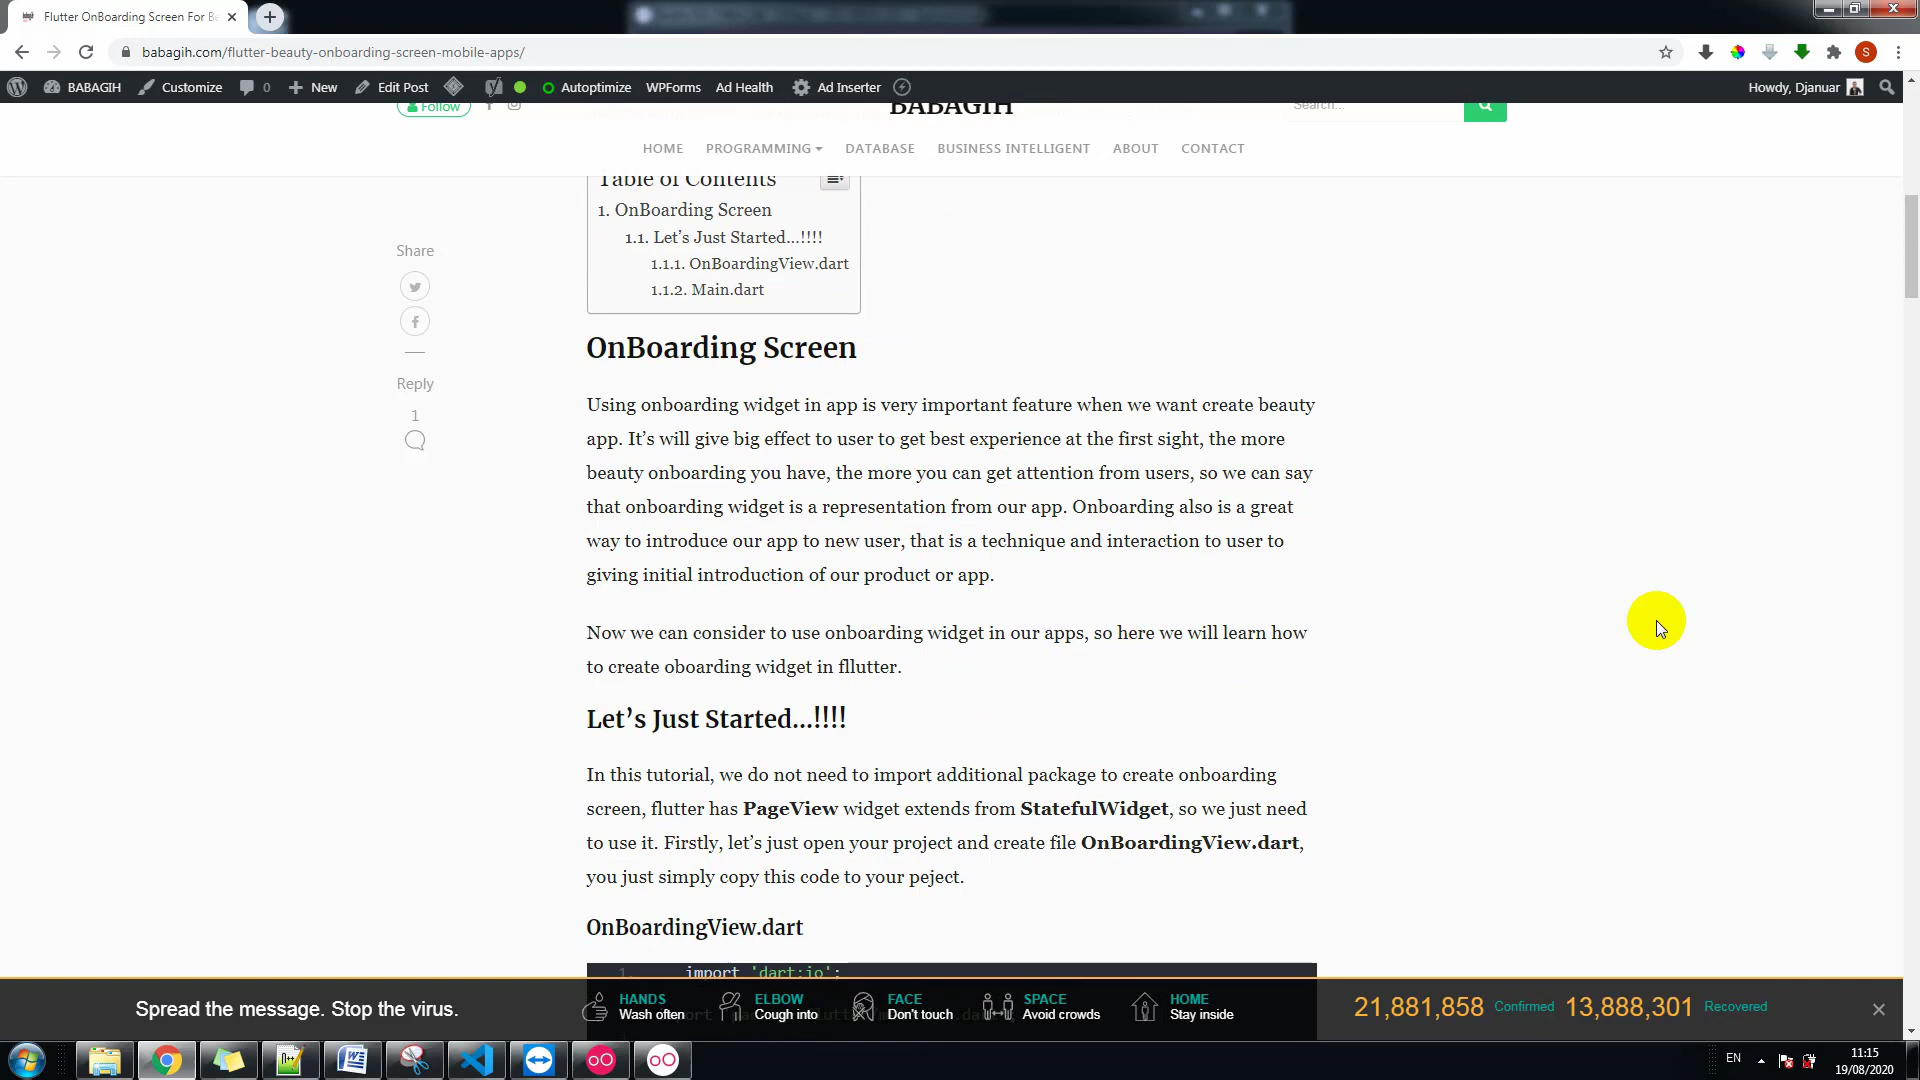 Flutter OnBoarding Screen For Be
babagih.com/flutter-beauty-onboarding-screen-mobile-apps/
S
BABAGIH Customize 0 New Edit Post Autoptimize WPForms Ad Health Ad Inserter Howdy, Djanuar
Follow BABAGIH Search...
HOME PROGRAMMING DATABASE BUSINESS INTELLIGENT ABOUT CONTACT
Table of Contents
1. OnBoarding Screen
1.1. Let’s Just Started…!!!!
1.1.1. OnBoardingView.dart
1.1.2. Main.dart
Share
Reply
1
OnBoarding Screen
Using onboarding widget in app is very important feature when we want create beauty
app. It’s will give big effect to user to get best experience at the first sight, the more
beauty onboarding you have, the more you can get attention from users, so we can say
that onboarding widget is a representation from our app. Onboarding also is a great
way to introduce our app to new user, that is a technique and interaction to user to
giving initial introduction of our product or app.
Now we can consider to use onboarding widget in our apps, so here we will learn how
to create oboarding widget in fllutter.
Let’s Just Started…!!!!
In this tutorial, we do not need to import additional package to create onboarding
screen, flutter has PageView widget extends from StatefulWidget, so we just need
to use it. Firstly, let’s just open your project and create file OnBoardingView.dart,
you just simply copy this code to your peject.
OnBoardingView.dart
1. import 'dart:io';
Spread the message. Stop the virus.
HANDS
Wash often
ELBOW
Cough into
FACE
Don't touch
SPACE
Avoid crowds
HOME
Stay inside
21,881,858 Confirmed 13,888,301 Recovered
EN
11:15
19/08/2020